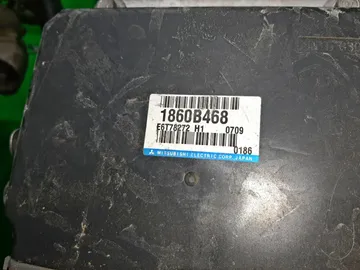 1860B468
E6T78272 H1 0709
0186
MITSUBISHI ELECTRIC CORP. JAPAN